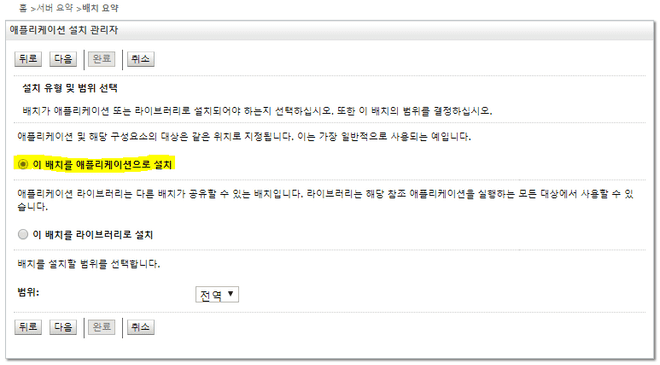 홈 >서버 요약 >배치 요약
애플리케이션 설치 관리자
뒤로 다음 완료 취소
설치 유형 및 범위 선택
배치가 애플리케이션 또는 라이브러리로 설치되어야 하는지 선택하십시오. 또한 이 배치의 범위를 결정하십시오.
애플리케이션 및 해당 구성요소의 대상은 같은 위치로 지정됩니다. 이는 가장 일반적으로 사용되는 예입니다.
이 배치를 애플리케이션으로 설치
애플리케이션 라이브러리는 다른 배치가 공유할 수 있는 배치입니다. 라이브러리는 해당 참조 애플리케이션을 실행하는 모든 대상에서 사용할 수 있
습니다.
이 배치를 라이브러리로 설치
배치를 설치할 범위를 선택합니다.
범위: 전역
뒤로 다음 완료 취소